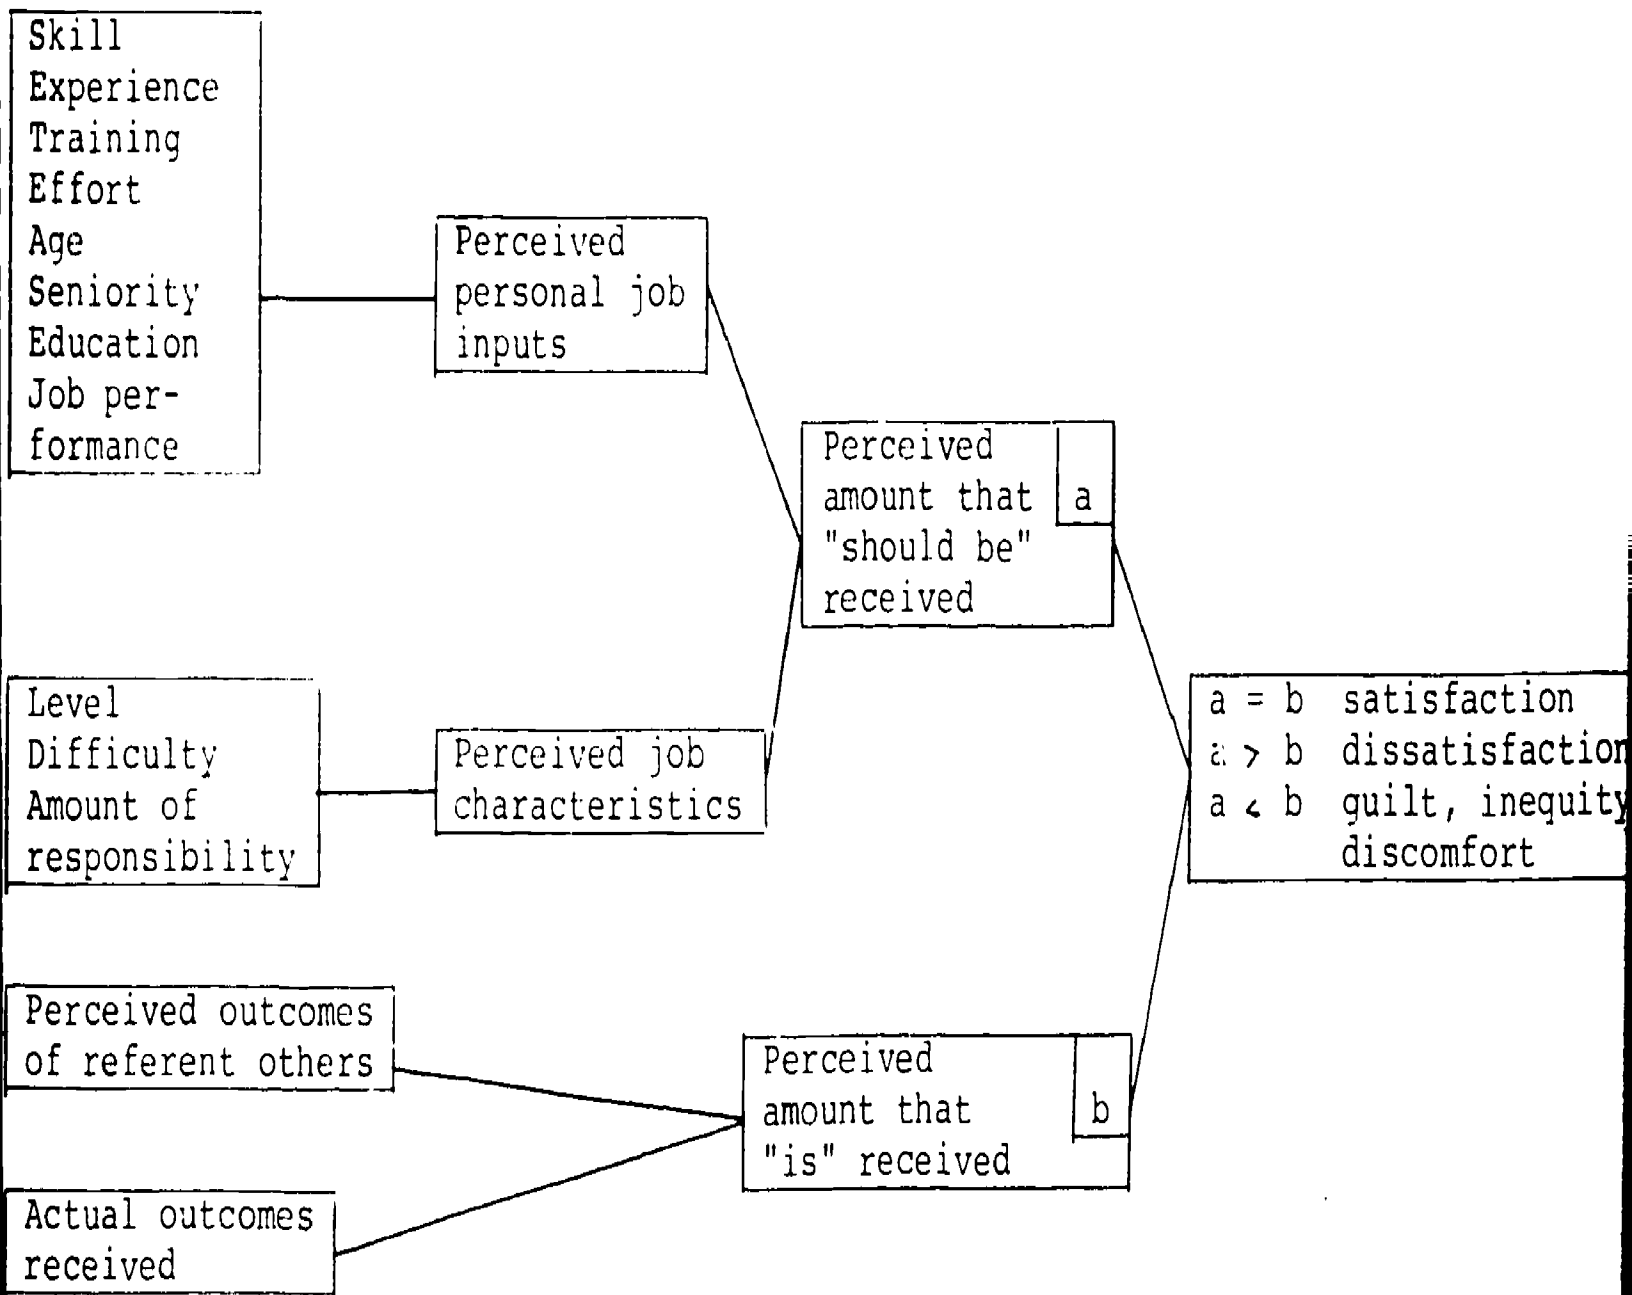 Skill
Experience
Training
Effort
Age
Seniority
Education
Job per-
formance
Perceived
personal job
inputs
Perceived
amount that
"should be"
received
a
Level
Difficulty
Amount of
responsibility
Perceived job
characteristics
a = b satisfaction
a > b dissatisfaction
a < b guilt, inequity
discomfort
Perceived outcomes
of referent others
Perceived
amount that
"is" received
b
Actual outcomes
received